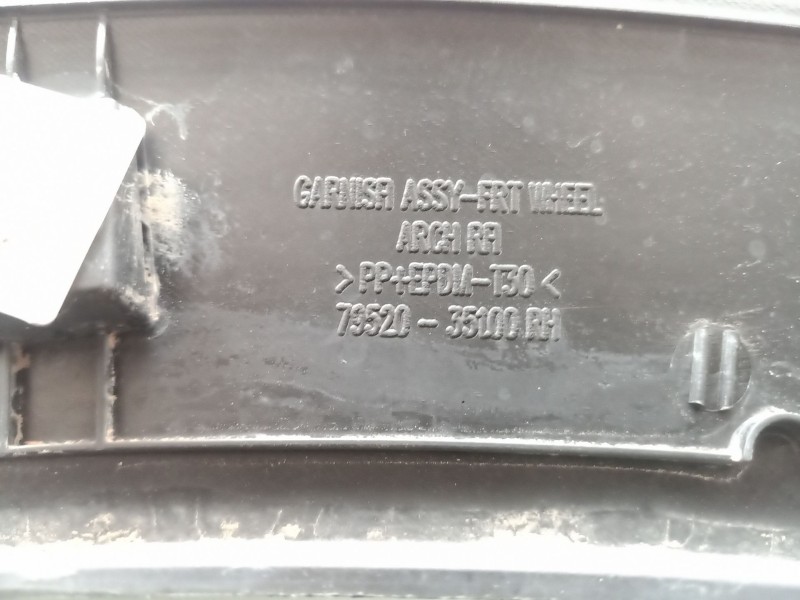 GARNISH ASSY-FRT WHEEL
ARCH RH
>PP+EPDM-T30<
79520-35100 RH